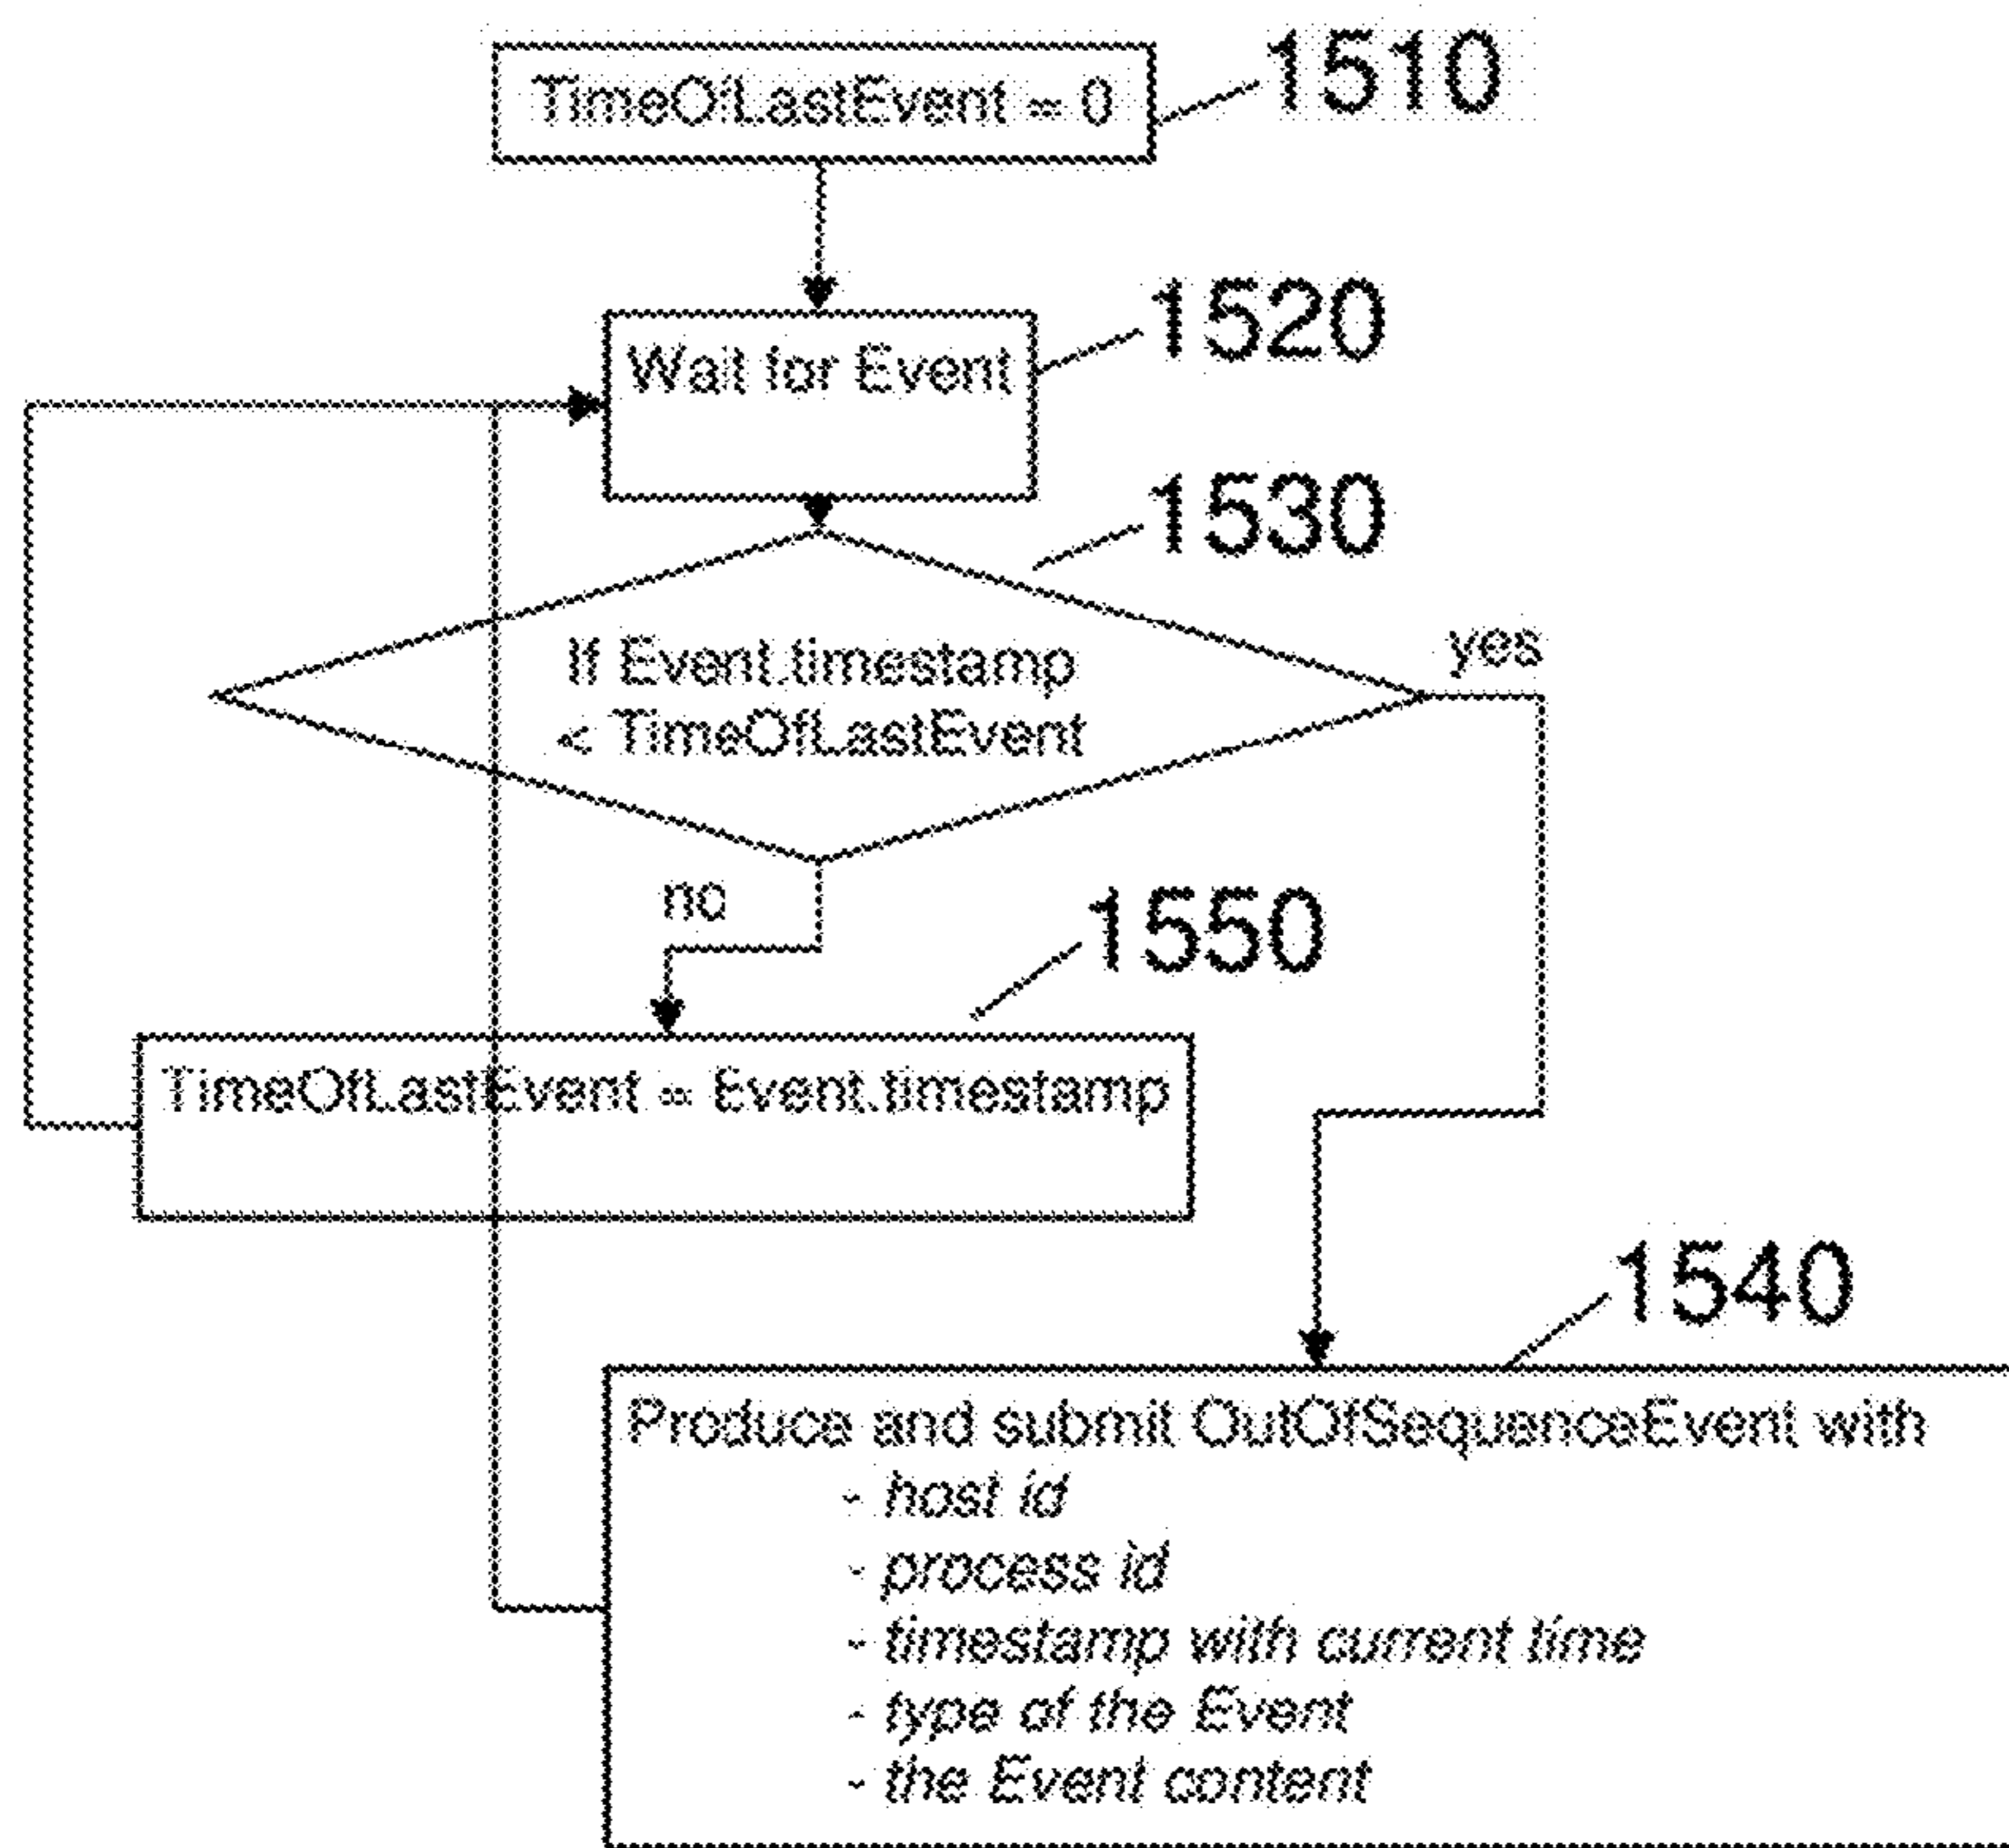 TimeOfLastEvent = 0
1510
Wait for Event
1520
1530
If Event.timestamp
< TimeOfLastEvent
yes
no
1550
TimeOfLastEvent = Event.timestamp
1540
Produce and submit OutOfSequenceEvent with
- host id
- process id
- timestamp with current time
- type of the Event
- the Event content